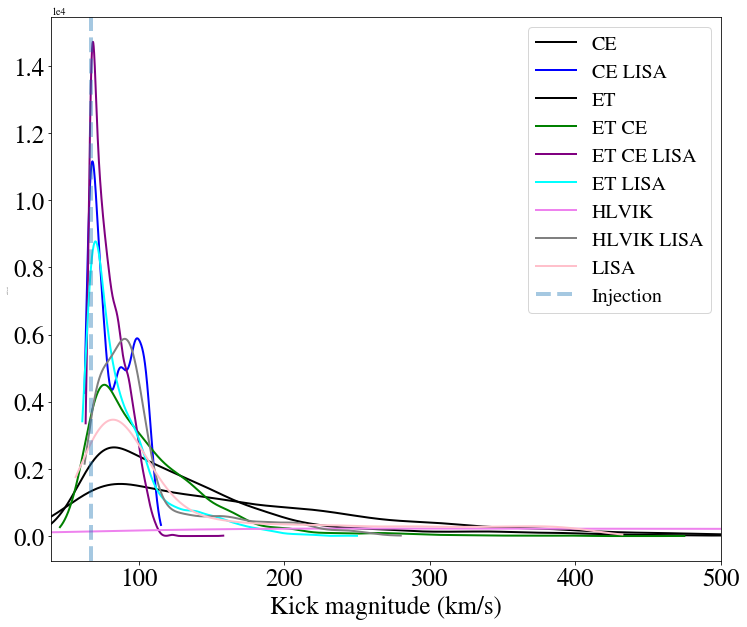 1e4
1.4
1.2
1.0
0.8
0.6
0.4
0.2
0.0
100
200
300
400
500
Kick magnitude (km/s)
CE
CE LISA
ET
ET CE
ET CE LISA
ET LISA
HLVIK
HLVIK LISA
LISA
Injection